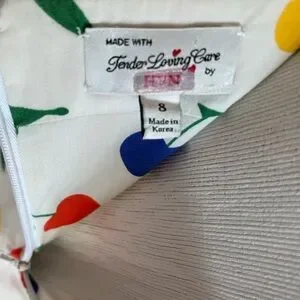 MADE WITH
Tender Loving Care
by
8
Made in
Korea